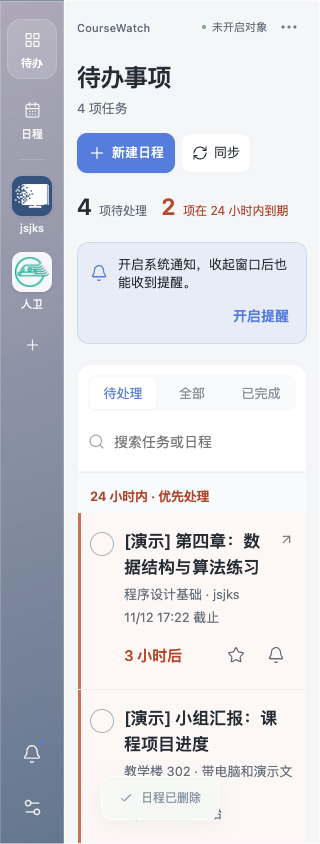 待办
日程
jsjks
人卫
CourseWatch
未开启对象
待办事项
4 项任务
新建日程
同步
4 项待处理 2 项在 24 小时内到期
开启系统通知，收起窗口后也
能收到提醒。
开启提醒
待处理 全部 已完成
搜索任务或日程
24 小时内 · 优先处理
[演示] 第四章：数
据结构与算法练习
程序设计基础 · jsjks
11/12 17:22 截止
3 小时后
[演示] 小组汇报：课
程项目进度
教学楼 302 · 带电脑和演示文
日程已删除